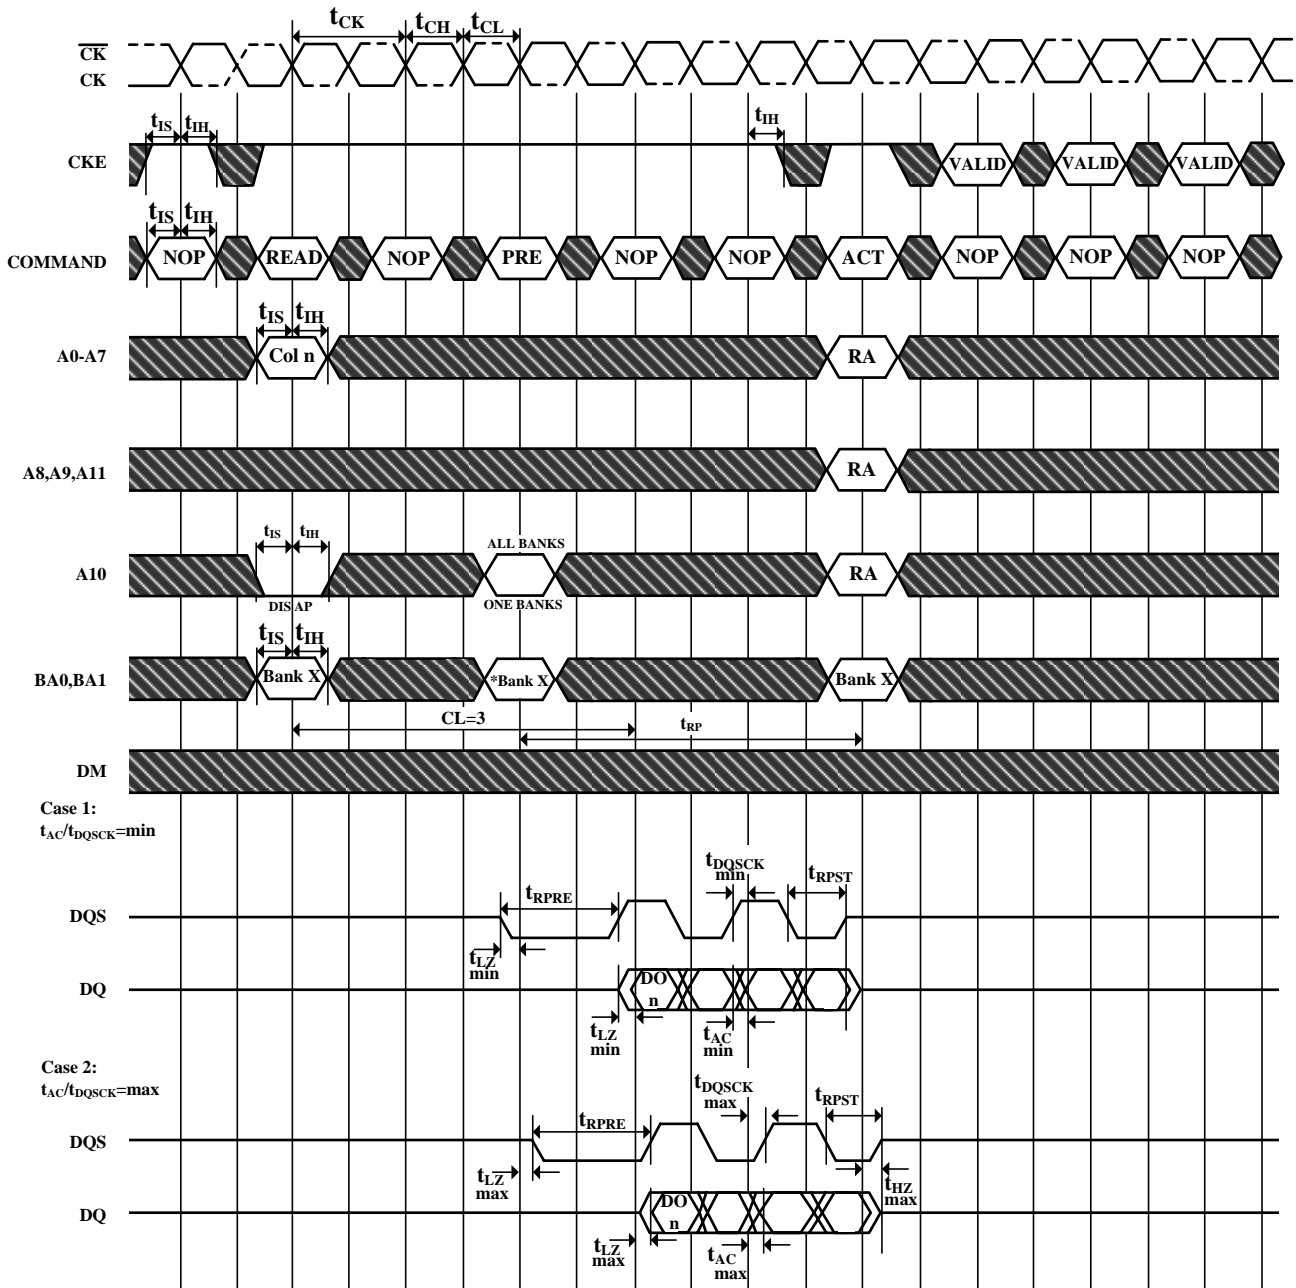 tCK tCH tCL
CK
CK
tIS tIH tIH
CKE VALID VALID VALID
tIS tIH
COMMAND NOP READ NOP PRE NOP NOP ACT NOP NOP NOP
tIS tIH
A0-A7 Col n RA
A8,A9,A11 RA
tIS tIH ALL BANKS
A10 RA
DIS AP ONE BANKS
tIS tIH
BA0,BA1 Bank X *Bank X Bank X
CL=3 tRP
DM
Case 1:
tAC/tDQSCK=min
tDQSCK min tRPST
tRPRE
DQS
tLZ min
DQ DO n
tLZ min tAC min
Case 2:
tAC/tDQSCK=max
tDQSCK max tRPST
tRPRE
DQS
tLZ max tHZ max
DQ DO n
tLZ max tAC max